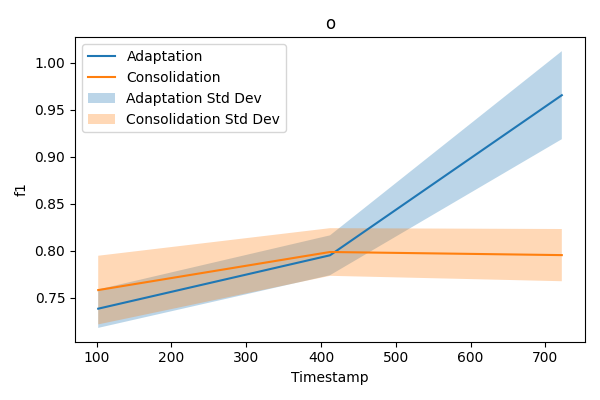 o
1.00
0.95
0.90
0.85
0.80
0.75
f1
Adaptation
Consolidation
Adaptation Std Dev
Consolidation Std Dev
100 200 300 400 500 600 700
Timestamp